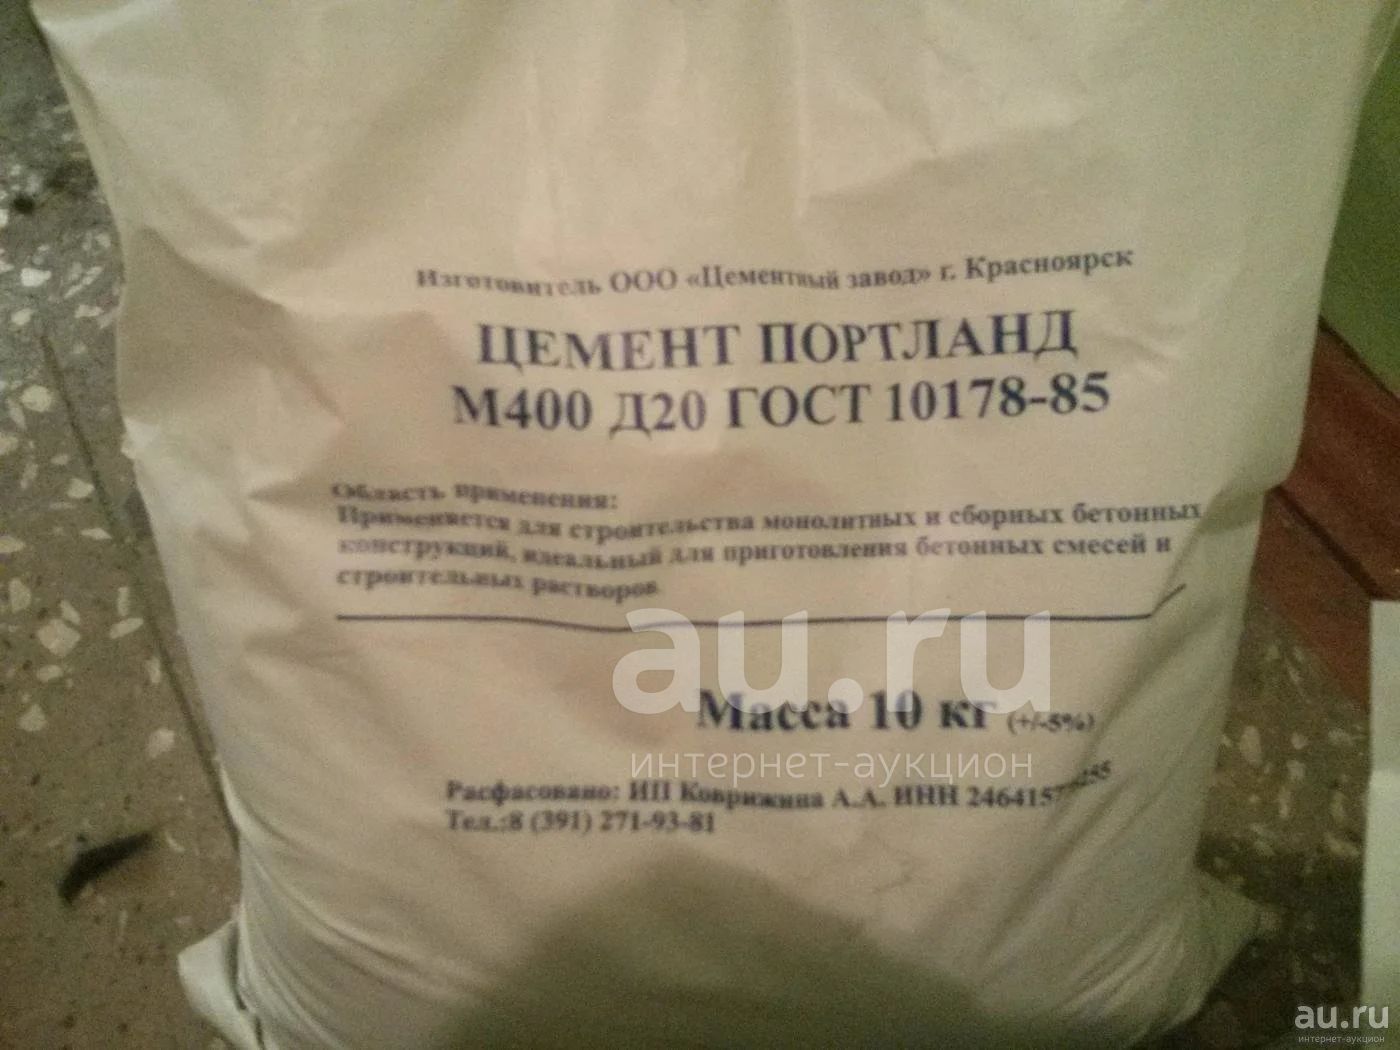 Изготовитель ООО «Цементный завод» г. Красноярск
ЦЕМЕНТ ПОРТЛАНД
М400 Д20 ГОСТ 10178-85
Область применения:
Применяется для строительства монолитных и сборных бетонных
конструкций, идеальный для приготовления бетонных смесей и
строительных растворов
au.ru
Масса 10 кг (+/-5%)
интернет-аукцион
Расфасовано: ИП Коврижина А.А. ИНН
Тел.:8 (391) 271-93-81
au.ru
интернет-аукцион